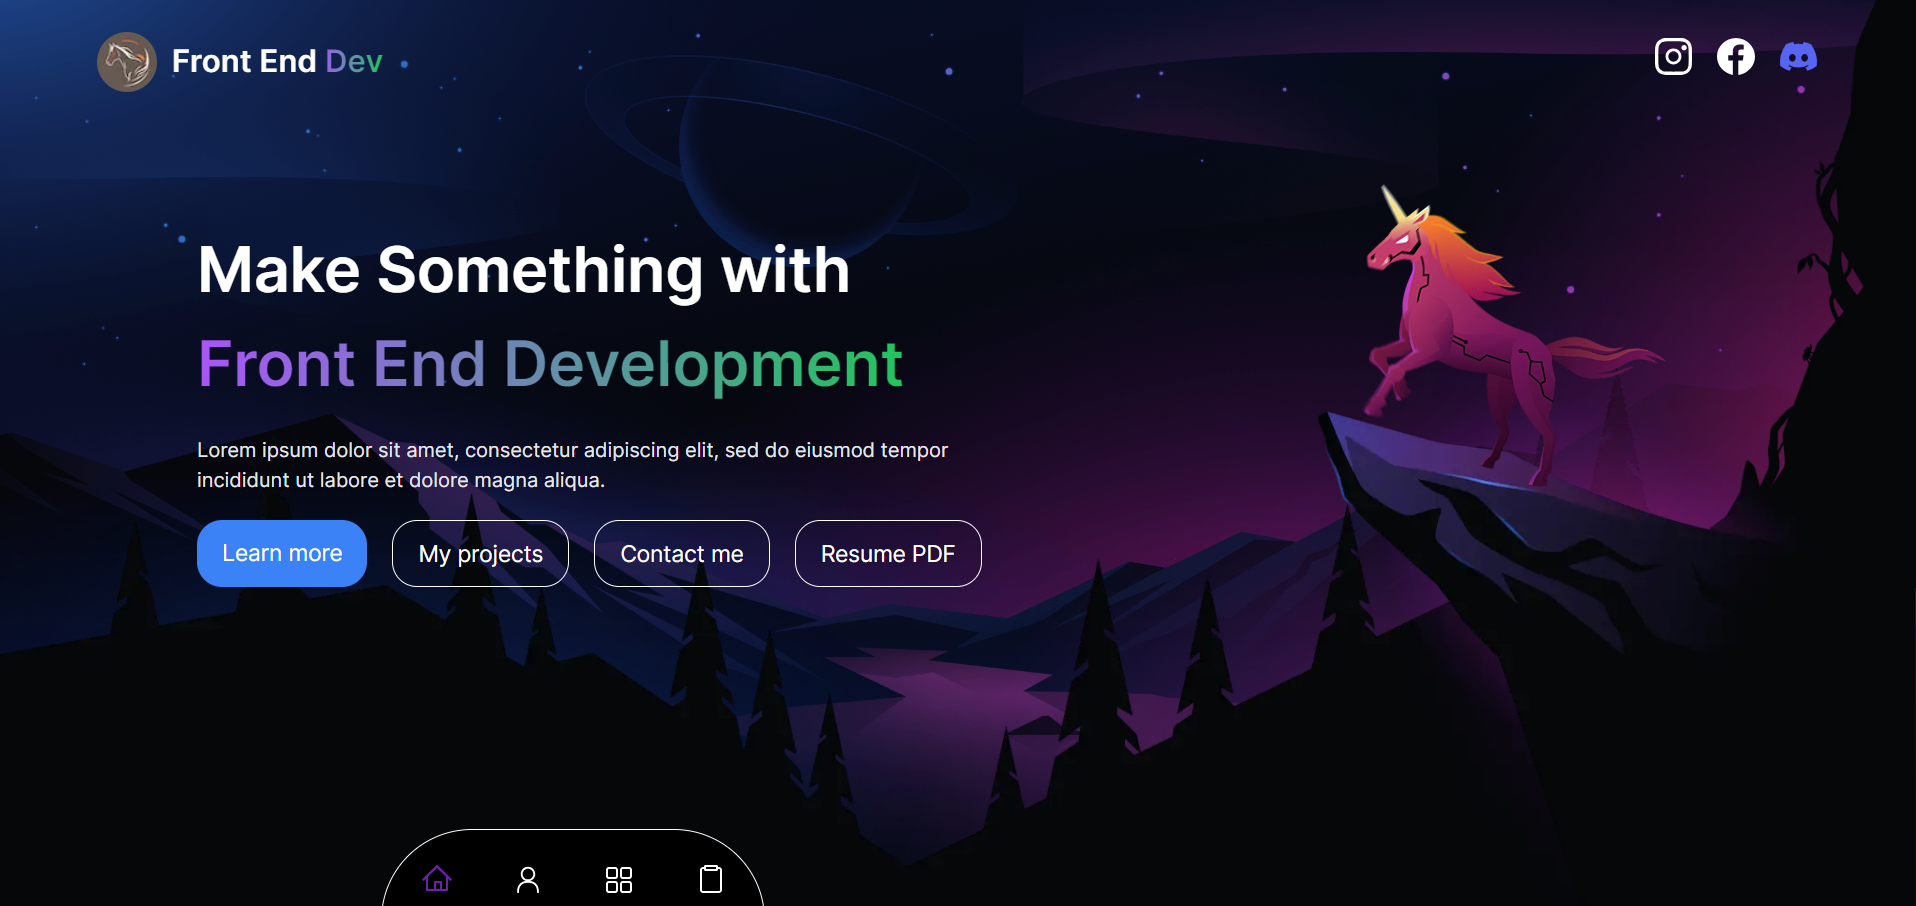 Front End Dev
Make Something with
Front End Development
Lorem ipsum dolor sit amet, consectetur adipiscing elit, sed do eiusmod tempor
incididunt ut labore et dolore magna aliqua.
Learn more
My projects
Contact me
Resume PDF